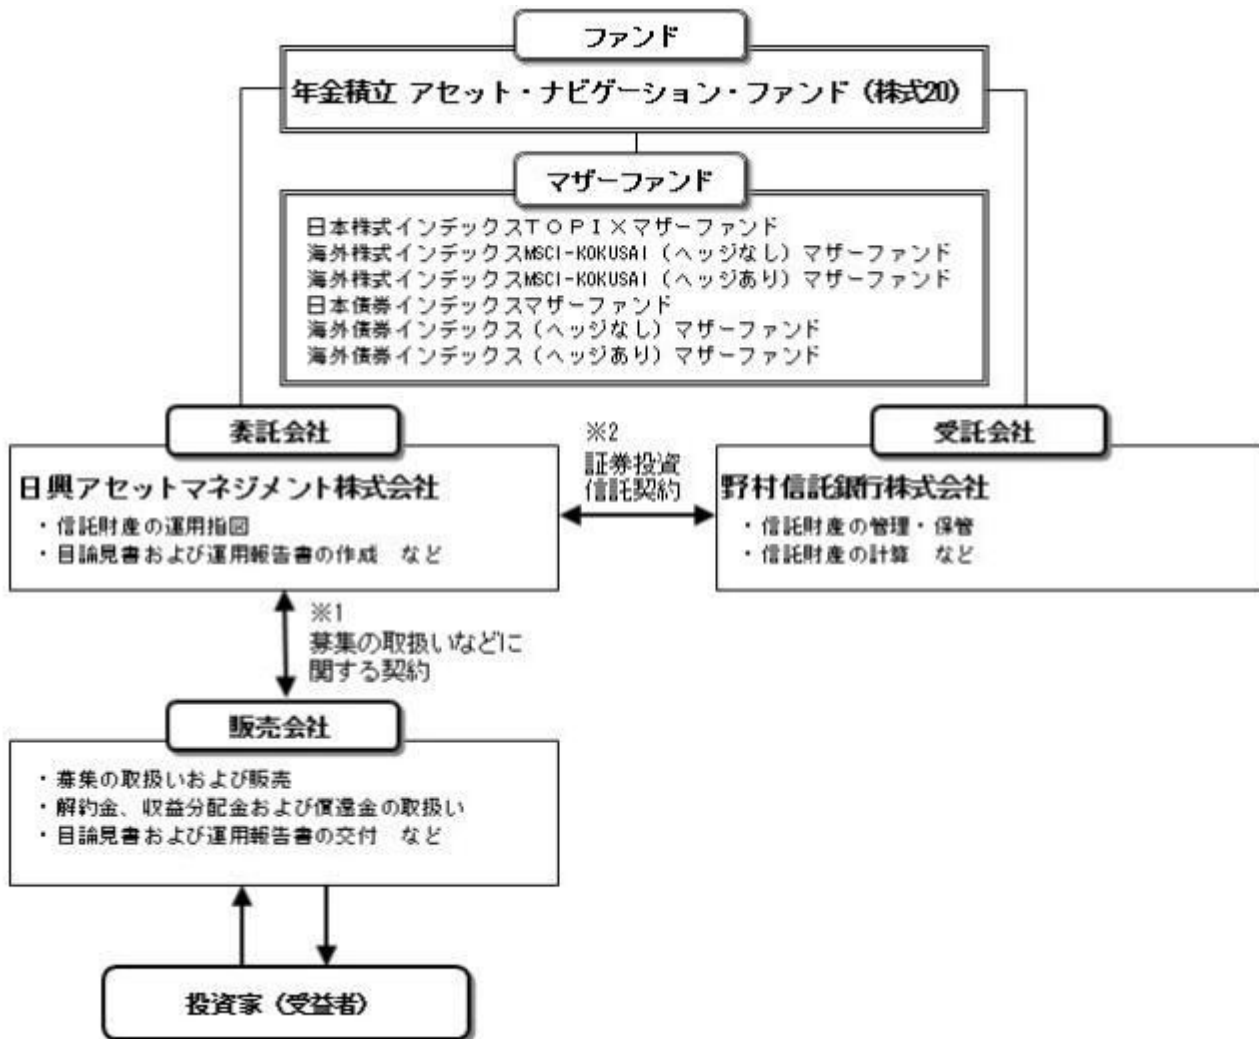 ファンド
年金積立 アセット・ナビゲーション・ファンド（株式20）
マザーファンド
日本株式インデックスＴＯＰＩＸマザーファンド
海外株式インデックスMSCI-KOKUSAI（ヘッジなし）マザーファンド
海外株式インデックスMSCI-KOKUSAI（ヘッジあり）マザーファンド
日本債券インデックスマザーファンド
海外債券インデックス（ヘッジなし）マザーファンド
海外債券インデックス（ヘッジあり）マザーファンド
委託会社
日興アセットマネジメント株式会社
・信託財産の運用指図
・目論見書および運用報告書の作成　など
※2
証券投資
信託契約
受託会社
野村信託銀行株式会社
・信託財産の管理・保管
・信託財産の計算　など
※1
募集の取扱いなどに
関する契約
販売会社
・募集の取扱いおよび販売
・解約金、収益分配金および償還金の取扱い
・目論見書および運用報告書の交付　など
投資家（受益者）